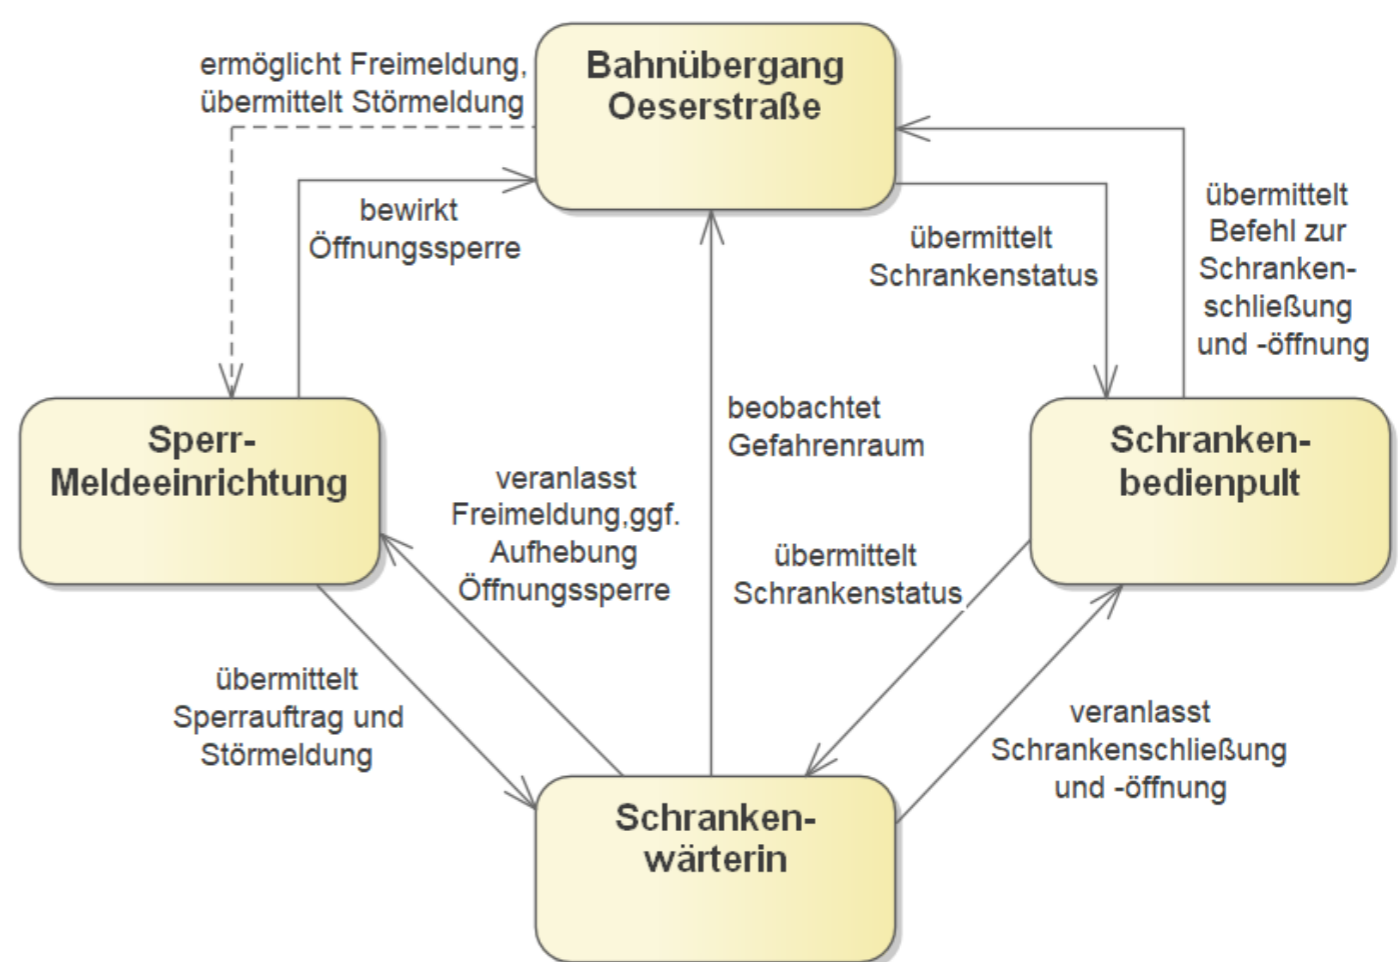 ermöglicht Freimeldung,
übermittelt Störmeldung
Bahnübergang
Oeserstraße
bewirkt
Öffnungssperre
übermittelt
Schrankenstatus
übermittelt
Befehl zur
Schranken-
schließung
und -öffnung
Sperr-
Meldeeinrichtung
beobachtet
Gefahrenraum
Schranken-
bedienpult
veranlasst
Freimeldung,ggf.
Aufhebung
Öffnungssperre
übermittelt
Schrankenstatus
übermittelt
Sperrauftrag und
Störmeldung
veranlasst
Schrankenschließung
und -öffnung
Schranken-
wärterin